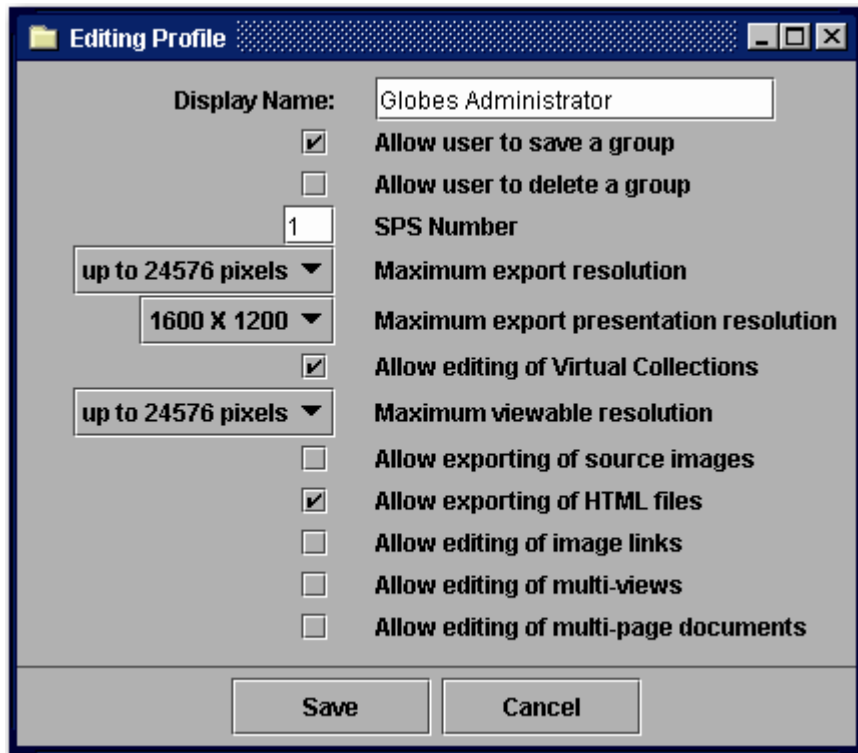 Editing Profile
Display Name: Globes Administrator
Allow user to save a group
Allow user to delete a group
1 SPS Number
up to 24576 pixels Maximum export resolution
1600 X 1200 Maximum export presentation resolution
Allow editing of Virtual Collections
up to 24576 pixels Maximum viewable resolution
Allow exporting of source images
Allow exporting of HTML files
Allow editing of image links
Allow editing of multi-views
Allow editing of multi-page documents
Save Cancel